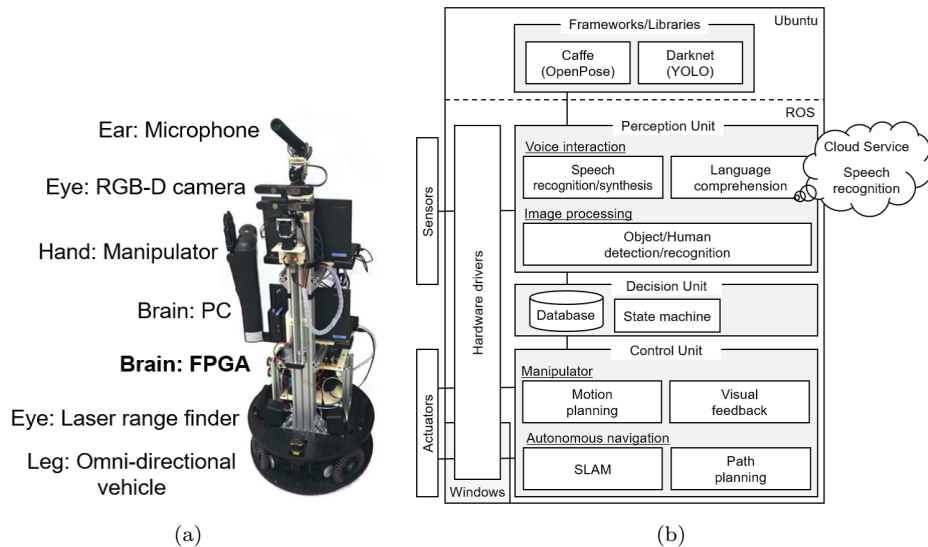 Ear: Microphone
Eye: RGB-D camera
Hand: Manipulator
Brain: PC
Brain: FPGA
Eye: Laser range finder
Leg: Omni-directional
vehicle
(a)
Ubuntu
Frameworks/Libraries
Caffe
(OpenPose)
Darknet
(YOLO)
ROS
Sensors
Actuators
Hardware drivers
Windows
Perception Unit
Voice interaction
Speech
recognition/synthesis
Language
comprehension
Cloud Service
Speech
recognition
Image processing
Object/Human
detection/recognition
Decision Unit
Database
State machine
Control Unit
Manipulator
Motion
planning
Visual
feedback
Autonomous navigation
SLAM
Path
planning
(b)